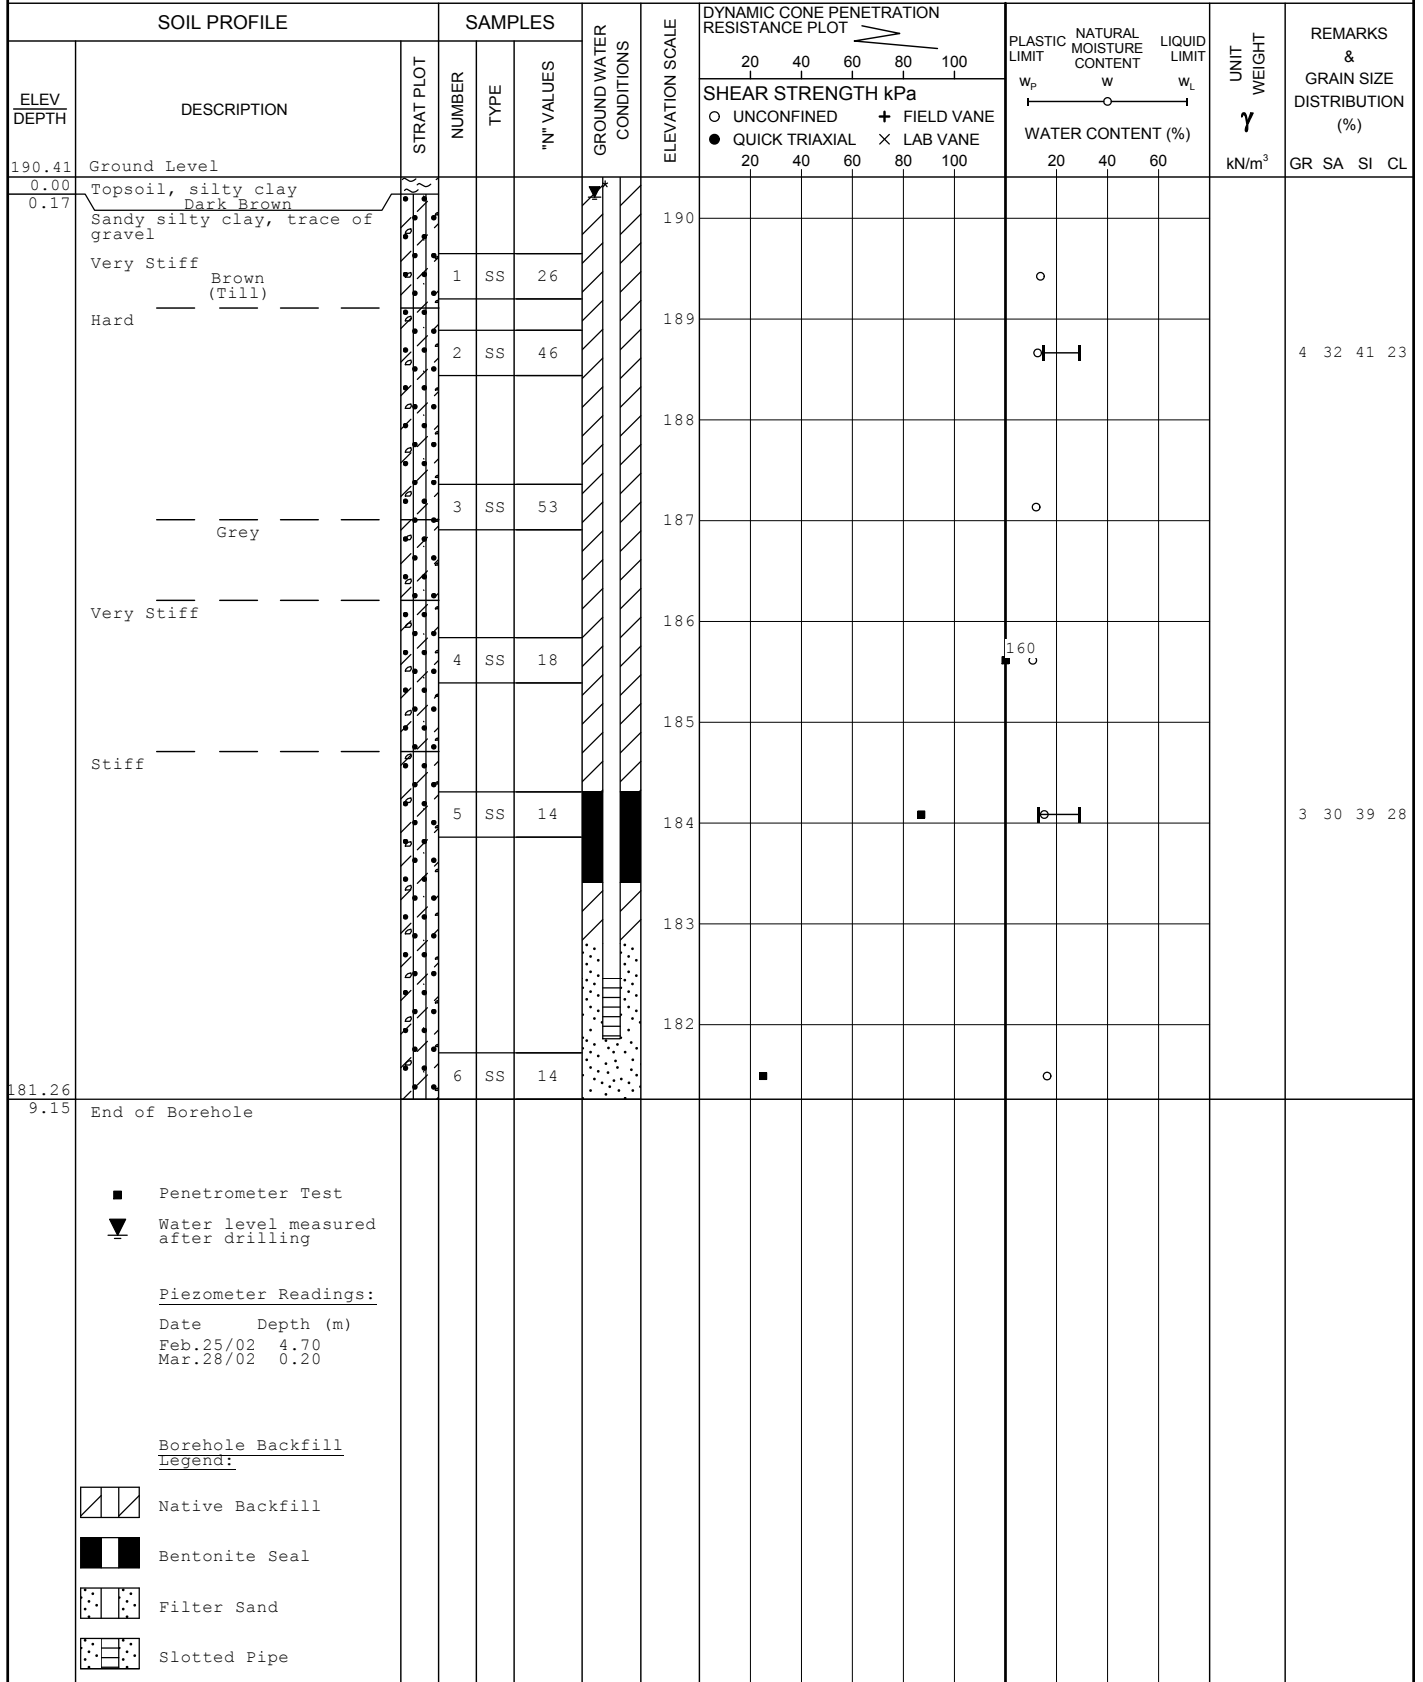 SOIL PROFILE
SAMPLES
GROUND WATER
CONDITIONS
ELEVATION SCALE
DYNAMIC CONE PENETRATION
RESISTANCE PLOT
20 40 60 80 100
SHEAR STRENGTH kPa
○ UNCONFINED + FIELD VANE
● QUICK TRIAXIAL × LAB VANE
20 40 60 80 100
PLASTIC LIMIT
NATURAL MOISTURE CONTENT
LIQUID LIMIT
WP W WL
WATER CONTENT (%)
20 40 60
UNIT WEIGHT
γ
kN/m³
REMARKS
&
GRAIN SIZE
DISTRIBUTION
(%)
GR SA SI CL
ELEV
DEPTH
DESCRIPTION
STRAT PLOT
NUMBER
TYPE
"N" VALUES
190.41 Ground Level
0.00 Topsoil, silty clay
0.17 Dark Brown
*
Sandy silty clay, trace of
gravel
190
Very Stiff
Brown
(Till)
1 SS 26
Hard
189
2 SS 46
4 32 41 23
188
3 SS 53
187
Grey
Very Stiff
186
160
4 SS 18
185
Stiff
5 SS 14
184
3 30 39 28
183
182
6 SS 14
181.26
9.15 End of Borehole
Penetrometer Test
Water level measured
after drilling
Piezometer Readings:
Date Depth (m)
Feb.25/02 4.70
Mar.28/02 0.20
Borehole Backfill
Legend:
Native Backfill
Bentonite Seal
Filter Sand
Slotted Pipe